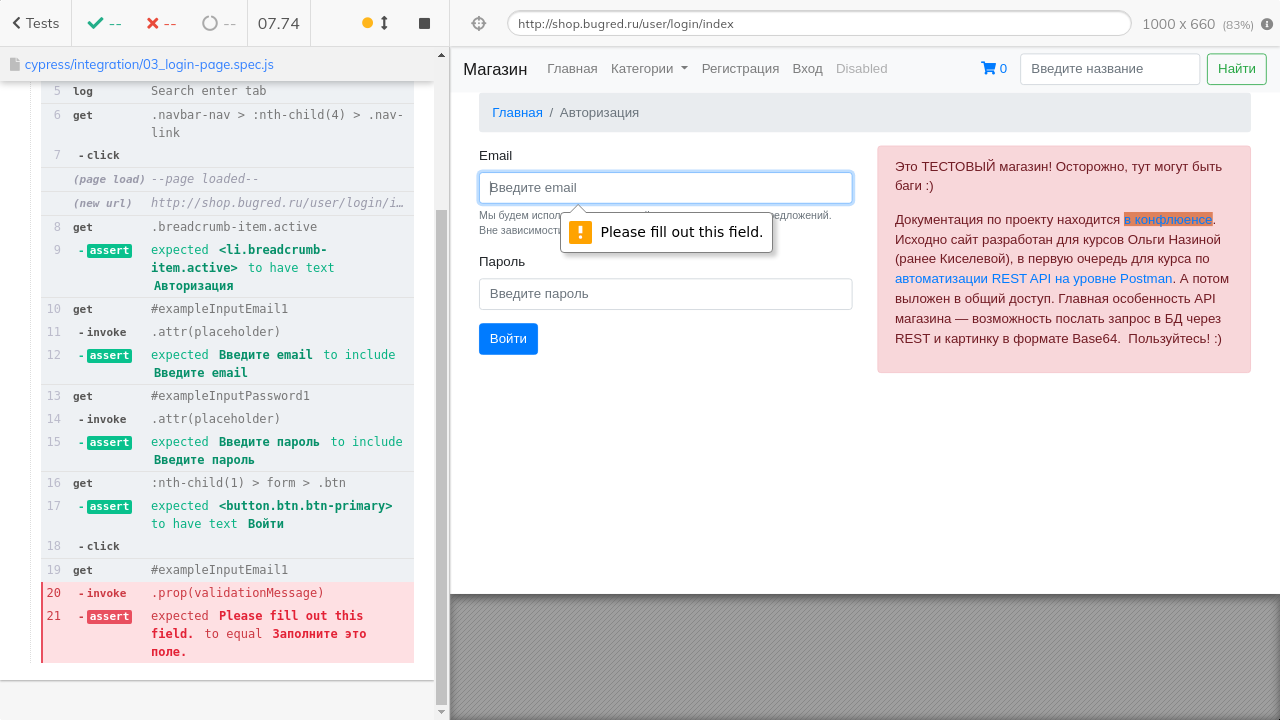 Tests
--
--
--
07.74
cypress/integration/03_login-page.spec.js
5 log Search enter tab
6 get .navbar-nav > :nth-child(4) > .nav-
link
7 -click
(page load) --page loaded--
(new url) http://shop.bugred.ru/user/login/i…
8 get .breadcrumb-item.active
9 -assert expected <li.breadcrumb-
item.active> to have text
Авторизация
10 get #exampleInputEmail1
11 -invoke .attr(placeholder)
12 -assert expected Введите email to include
Введите email
13 get #exampleInputPassword1
14 -invoke .attr(placeholder)
15 -assert expected Введите пароль to include
Введите пароль
16 get :nth-child(1) > form > .btn
17 -assert expected <button.btn.btn-primary>
to have text Войти
18 -click
19 get #exampleInputEmail1
20 -invoke .prop(validationMessage)
21 -assert expected Please fill out this
field. to equal Заполните это
поле.
http://shop.bugred.ru/user/login/index
1000 x 660 (83%)
Магазин Главная Категории Регистрация Вход Disabled 0 Введите название Найти
Главная / Авторизация
Email
Введите email
Мы будем
Вне
Please fill out this field.
Пароль
Введите пароль
Войти
Это ТЕСТОВЫЙ магазин! Осторожно, тут могут быть
баги :)
Документация по проекту находится в конфлюенсе.
Исходно сайт разработан для курсов Ольги Назиной
(ранее Киселевой), в первую очередь для курса по
автоматизации REST API на уровне Postman. А потом
выложен в общий доступ. Главная особенность API
магазина — возможность послать запрос в БД через
REST и картинку в формате Base64. Пользуйтесь! :)